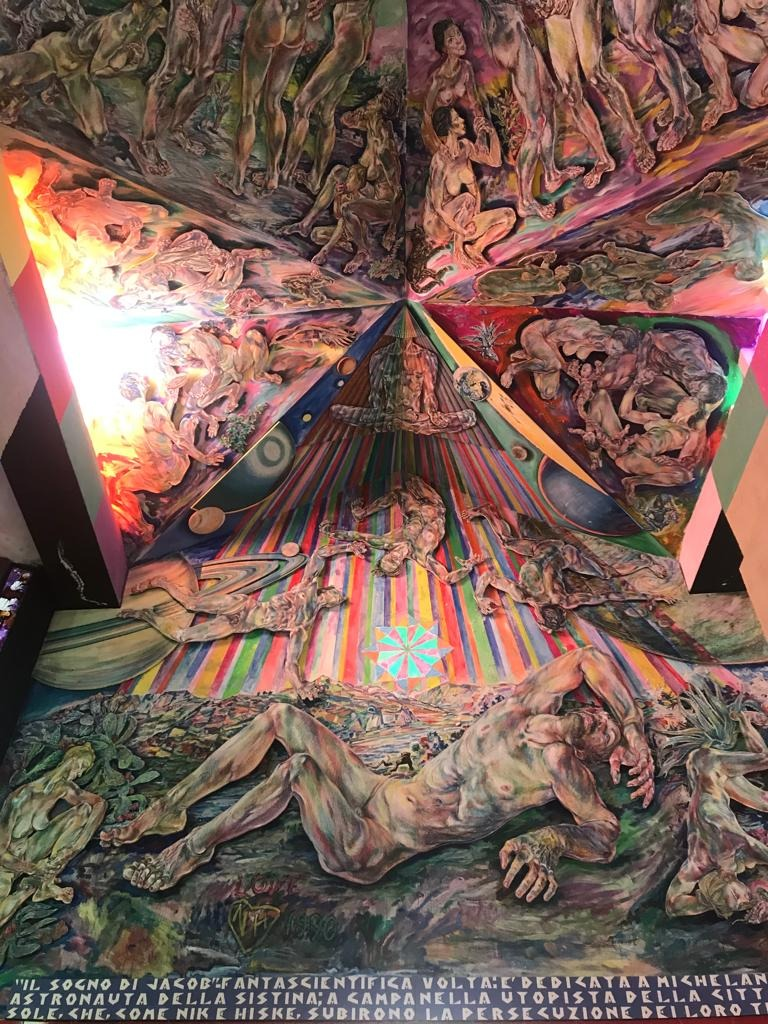 "IL SOGNO DI JACOB" FANTASCIENTIFICA VOLTA: E' DEDICATA A MICHELAN
ASTRONAUTA DELLA SISTINA; A CAMPANELLA UTOPISTA DELLA CITT
SOLE, CHE, COME NIK E HISKE, SUBIRONO LA PERSECUZIONE DEI LORO T